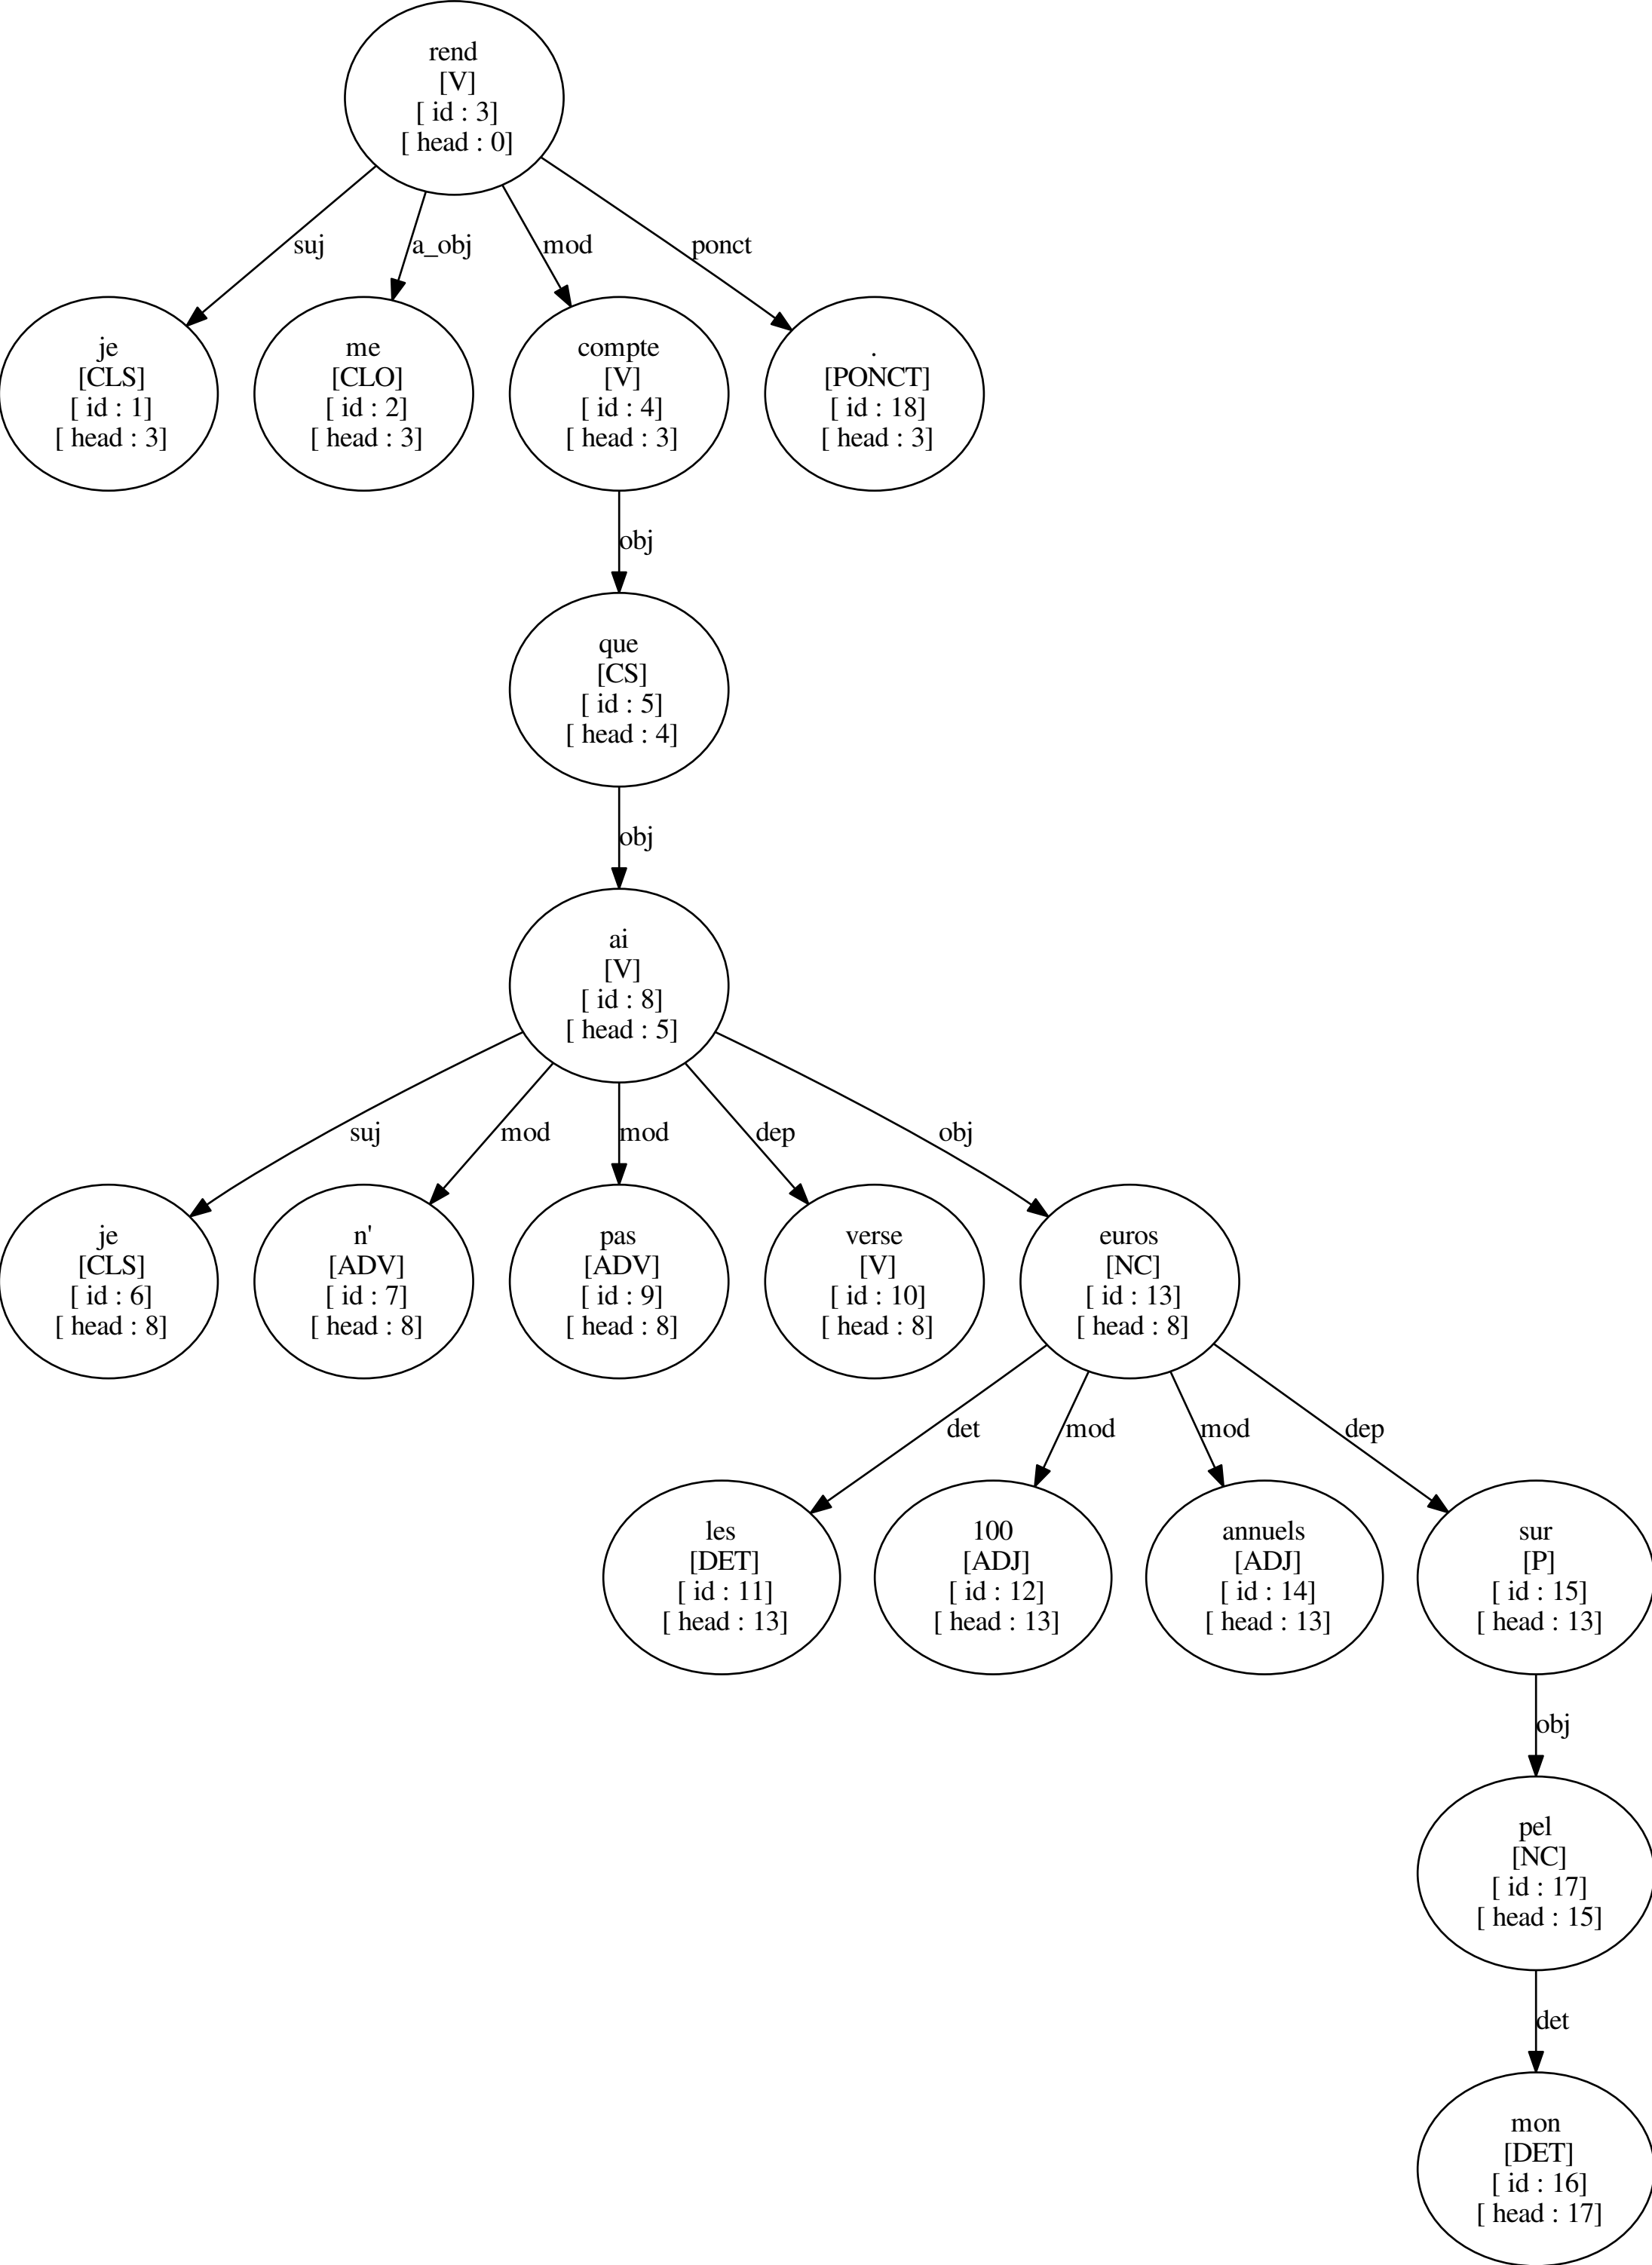 rend
[V]
[ id : 3]
[ head : 0]
suj
a_obj
mod
ponct
je
[CLS]
[ id : 1]
[ head : 3]
me
[CLO]
[ id : 2]
[ head : 3]
compte
[V]
[ id : 4]
[ head : 3]
.
[PONCT]
[ id : 18]
[ head : 3]
obj
que
[CS]
[ id : 5]
[ head : 4]
obj
ai
[V]
[ id : 8]
[ head : 5]
suj
mod
mod
dep
obj
je
[CLS]
[ id : 6]
[ head : 8]
n'
[ADV]
[ id : 7]
[ head : 8]
pas
[ADV]
[ id : 9]
[ head : 8]
verse
[V]
[ id : 10]
[ head : 8]
euros
[NC]
[ id : 13]
[ head : 8]
det
mod
mod
dep
les
[DET]
[ id : 11]
[ head : 13]
100
[ADJ]
[ id : 12]
[ head : 13]
annuels
[ADJ]
[ id : 14]
[ head : 13]
sur
[P]
[ id : 15]
[ head : 13]
obj
pel
[NC]
[ id : 17]
[ head : 15]
det
mon
[DET]
[ id : 16]
[ head : 17]